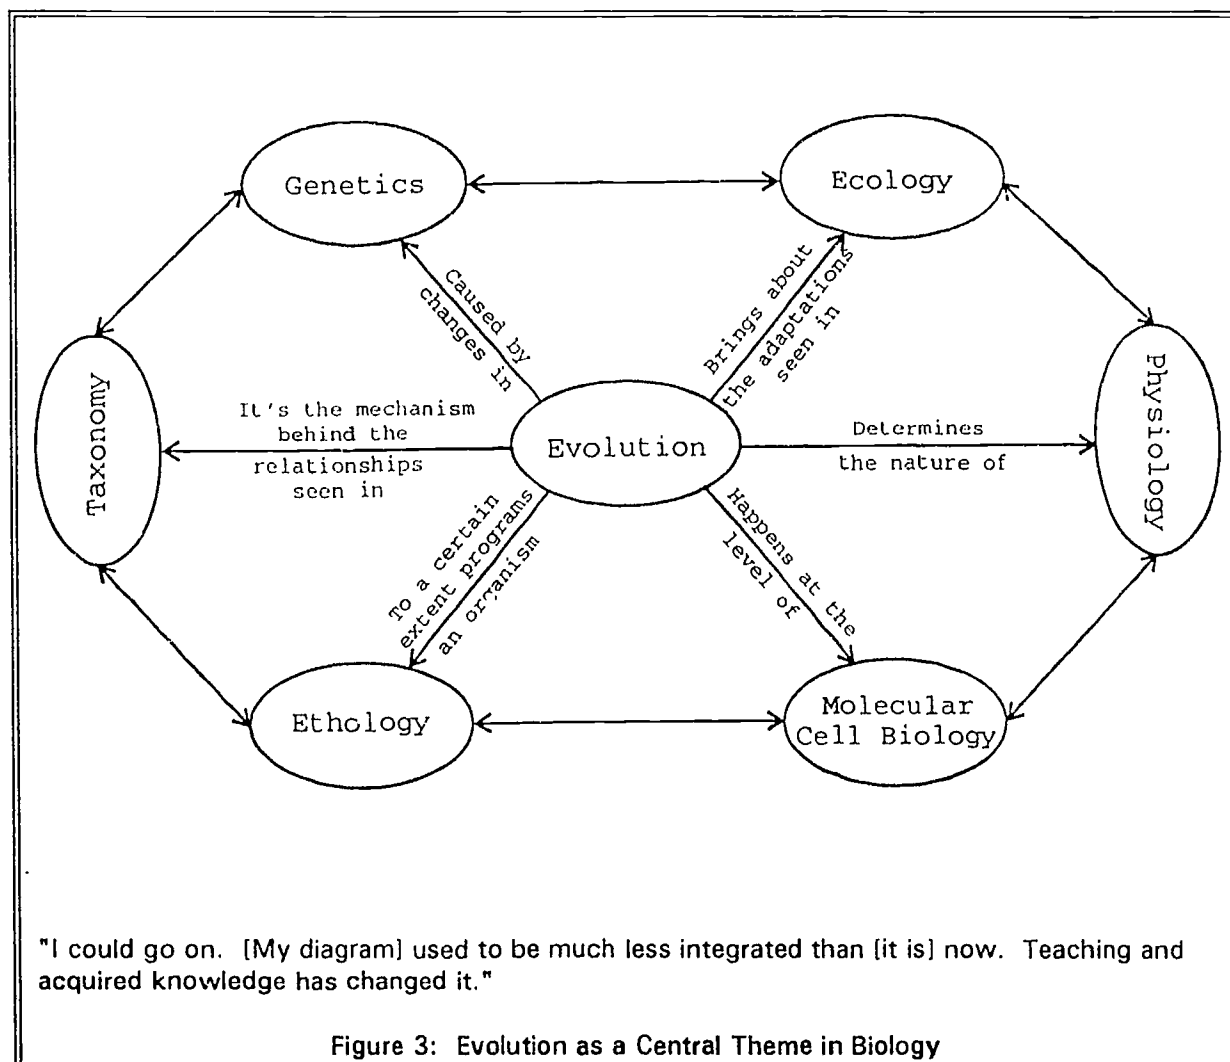 Genetics
Ecology
Caused by
changes in
Brings about
the adaptations
seen in
Taxonomy
It's the mechanism
behind the
relationships
seen in
Evolution
Determines
the nature of
Physiology
To a certain
extent programs
an organism
Happens at the
level of
Ethology
Molecular
Cell Biology
"I could go on. [My diagram] used to be much less integrated than [it is] now. Teaching and
acquired knowledge has changed it."
Figure 3: Evolution as a Central Theme in Biology